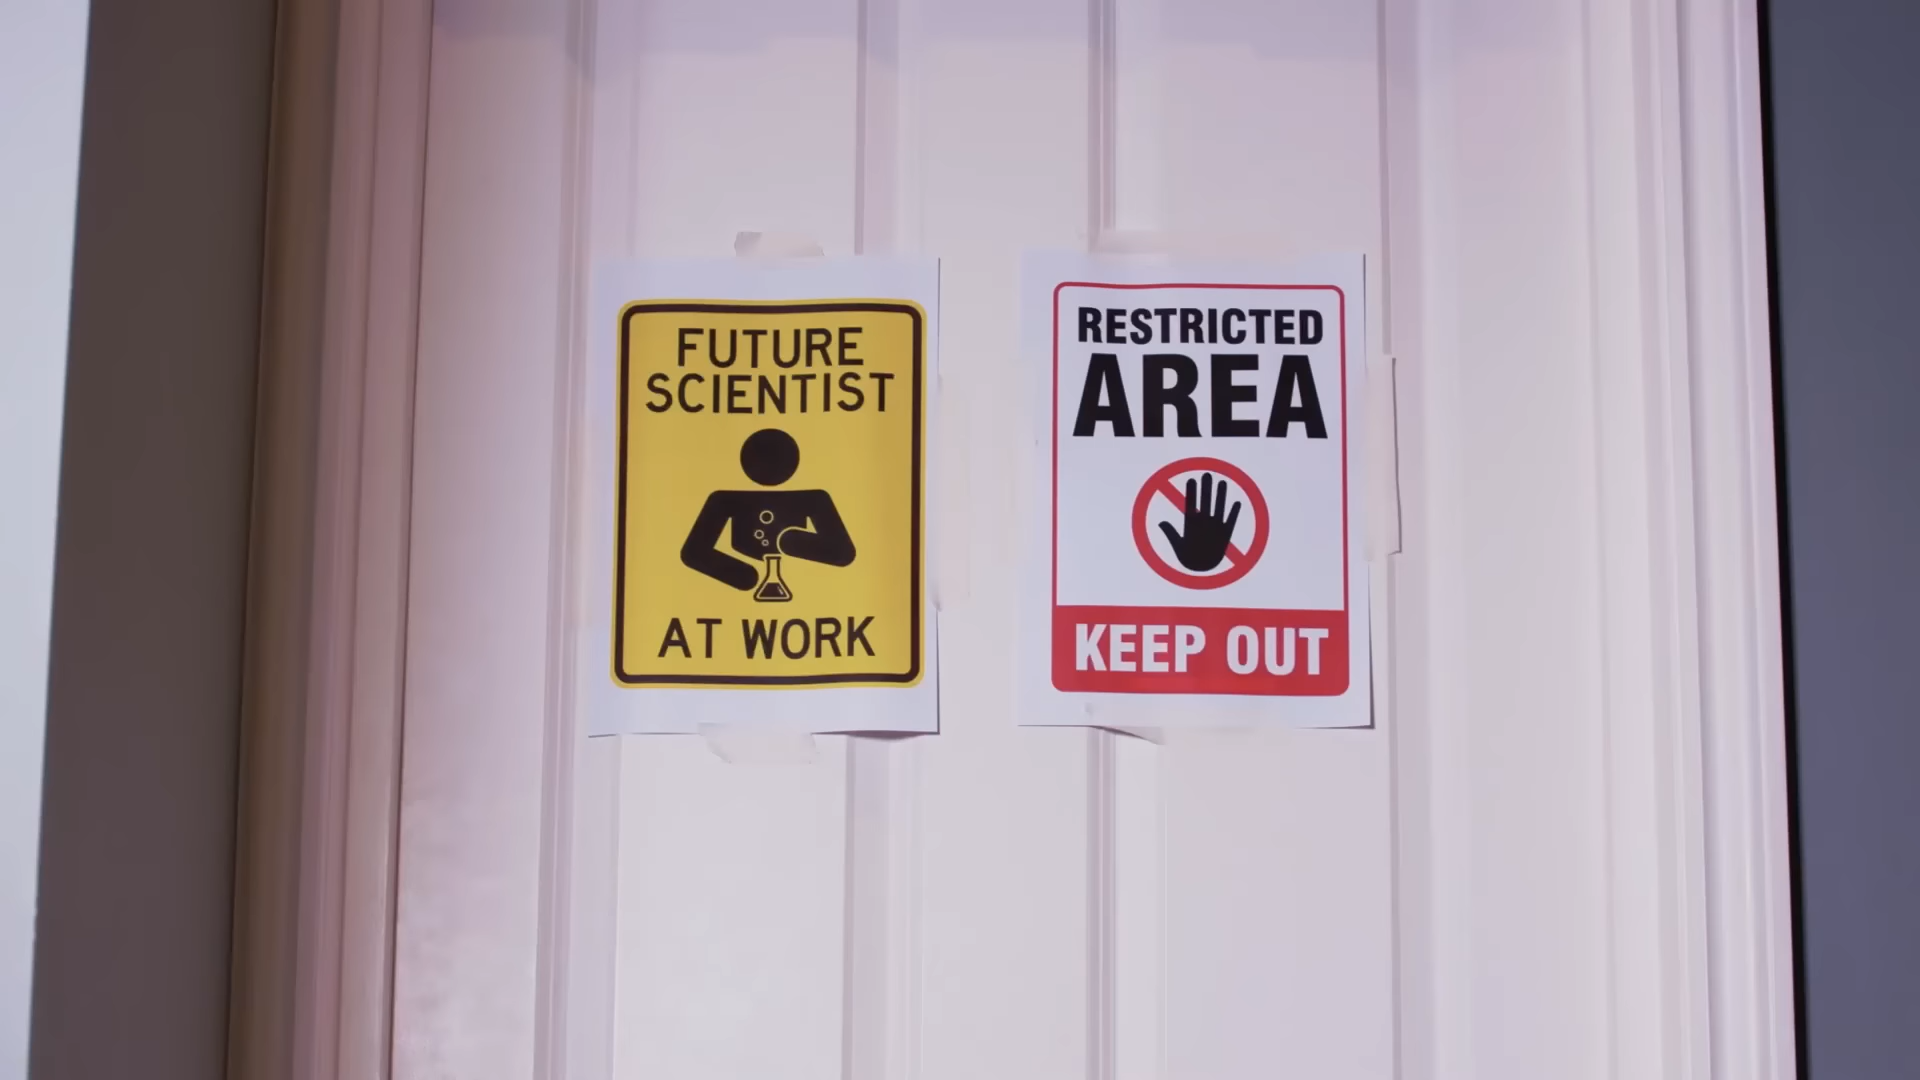 FUTURE
SCIENTIST
AT WORK
RESTRICTED
AREA
KEEP OUT